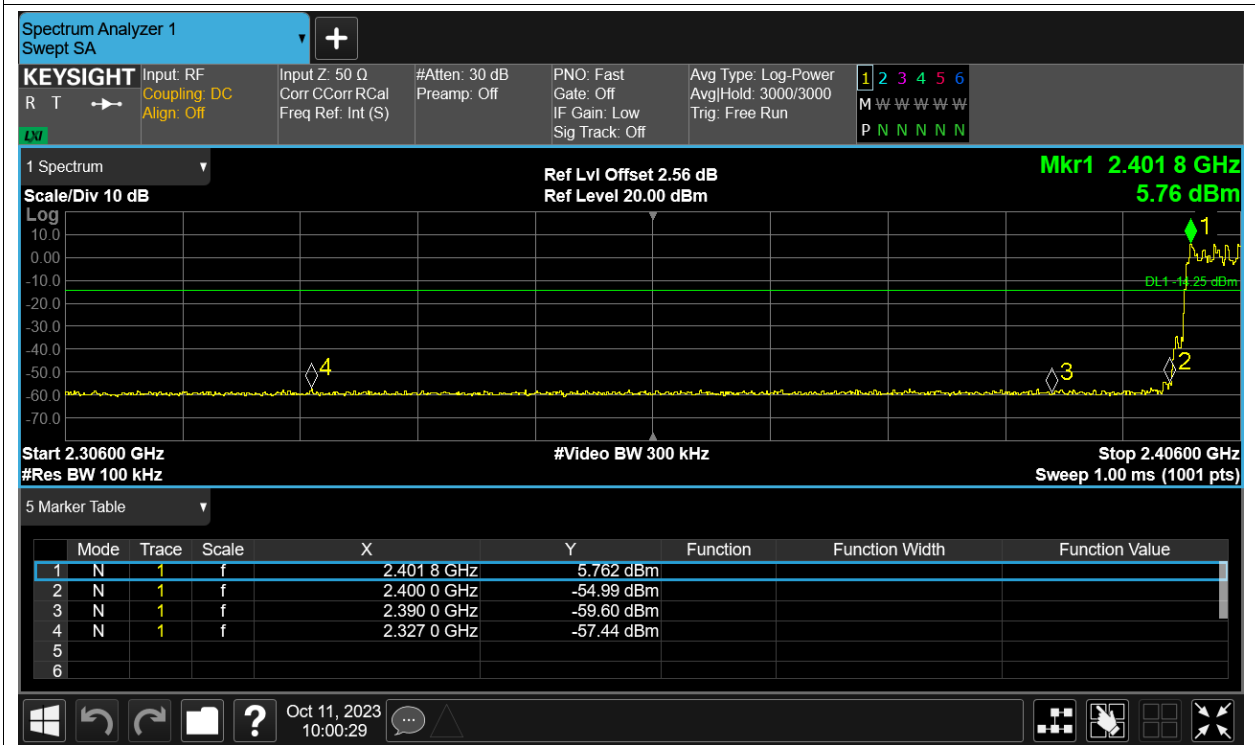 Spectrum Analyzer 1
Swept SA
KEYSIGHT
R T
LXI
Input: RF
Coupling: DC
Align: Off
Input Z: 50 Ω
Corr CCorr RCal
Freq Ref: Int (S)
#Atten: 30 dB
Preamp: Off
PNO: Fast
Gate: Off
IF Gain: Low
Sig Track: Off
Avg Type: Log-Power
Avg|Hold: 3000/3000
Trig: Free Run
1 2 3 4 5 6
M W W W W W
P N N N N N
1 Spectrum
Scale/Div 10 dB
Ref Lvl Offset 2.56 dB
Ref Level 20.00 dBm
Mkr1 2.401 8 GHz
5.76 dBm
Log
10.0
0.00
-10.0
-20.0
-30.0
-40.0
-50.0
-60.0
-70.0
1
DL1 -14.25 dBm
4
3
2
Start 2.30600 GHz
#Video BW 300 kHz
Stop 2.40600 GHz
#Res BW 100 kHz
Sweep 1.00 ms (1001 pts)
5 Marker Table
Mode Trace Scale X Y Function Function Width Function Value
1 N 1 f 2.401 8 GHz 5.762 dBm
2 N 1 f 2.400 0 GHz -54.99 dBm
3 N 1 f 2.390 0 GHz -59.60 dBm
4 N 1 f 2.327 0 GHz -57.44 dBm
5
6
?
Oct 11, 2023
10:00:29